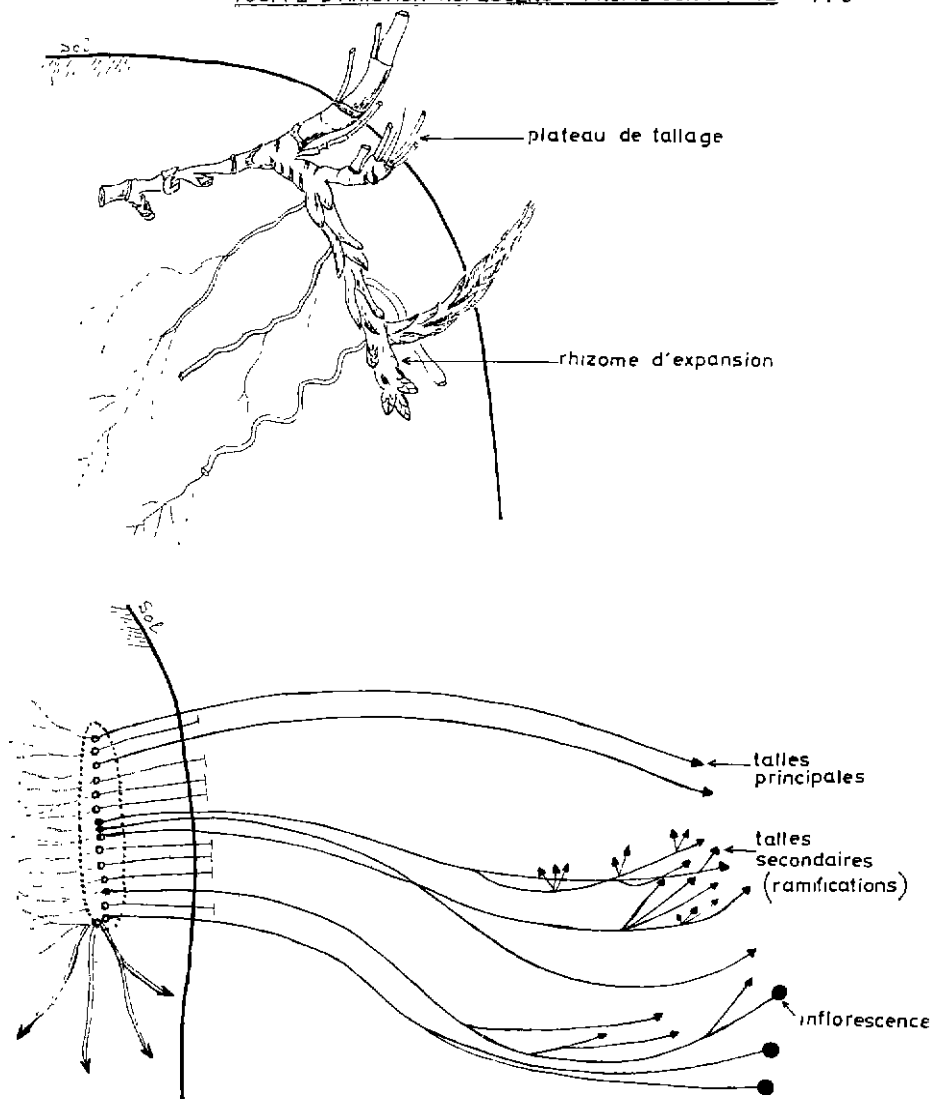 sol
plateau de tallage
rhizome d'expansion
sol
talles
principales
talles
secondaires
(ramifications)
inflorescence